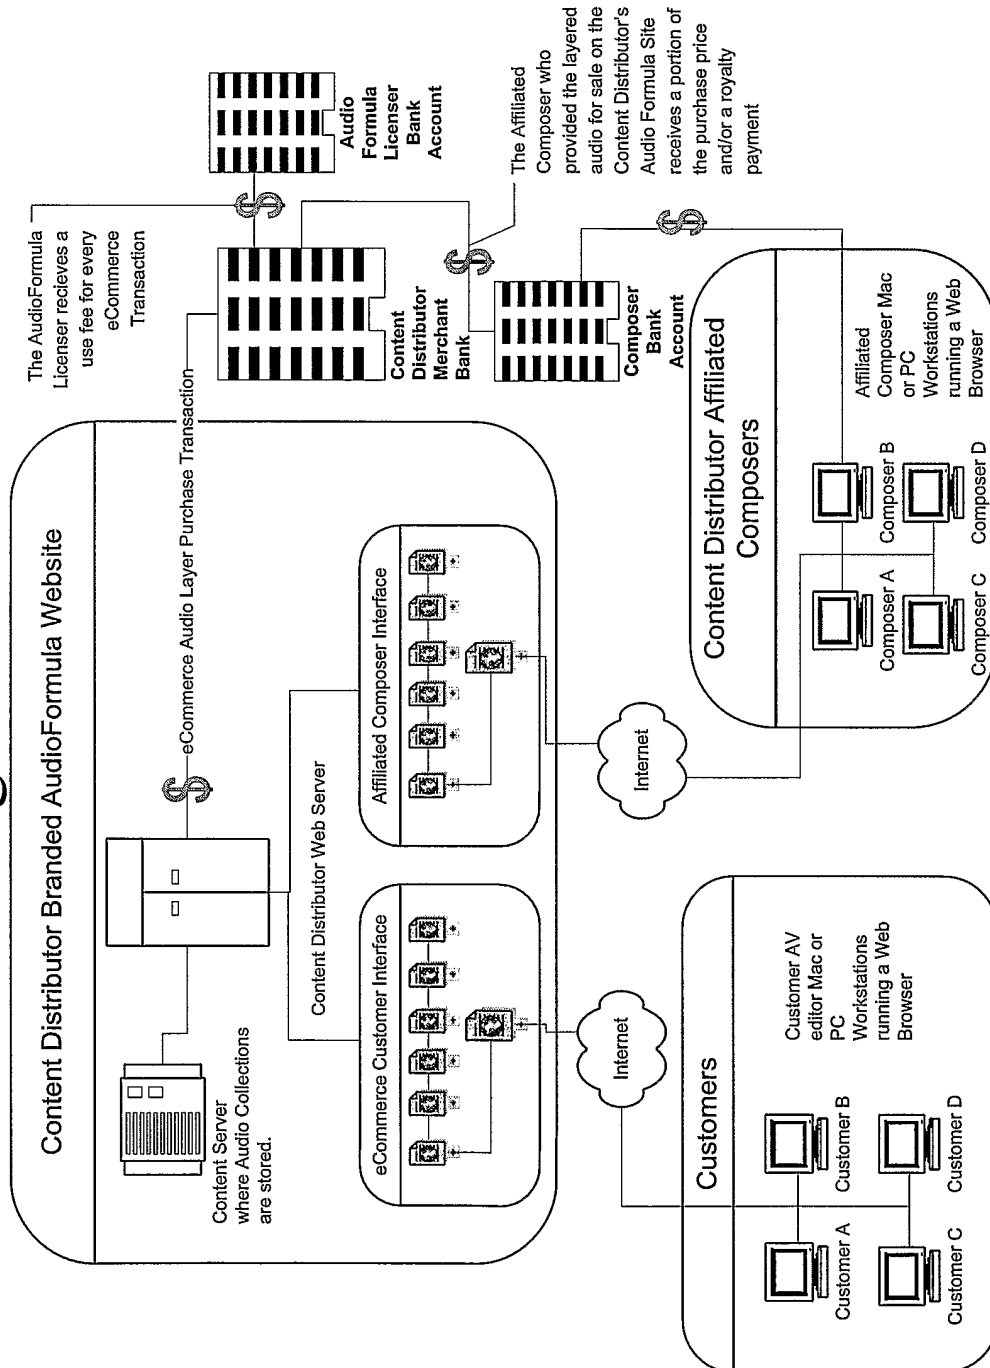 Content Distributor Branded AudioFormula Website
Content Server
where Audio Collections
are stored.
eCommerce Audio Layer Purchase Transaction
Content Distributor Web Server
eCommerce Customer Interface
Affiliated Composer Interface
Internet
Internet
The AudioFormula
Licenser recieves a
use fee for every
eCommerce
Transaction
$
$
$
$
Audio
Formula
Licenser
Bank
Account
Content
Distributor
Merchant
Bank
Composer
Bank
Account
The Affiliated
Composer who
provided the layered
audio for sale on the
Content Distributor's
Audio Formula Site
receives a portion of
the purchase price
and/or a royalty
payment
Customers
Customer A
Customer B
Customer C
Customer D
Customer AV
editor Mac or
PC
Workstations
running a Web
Browser
Content Distributor Affiliated
Composers
Composer A
Composer B
Composer C
Composer D
Affiliated
Composer Mac
or PC
Workstations
running a Web
Browser